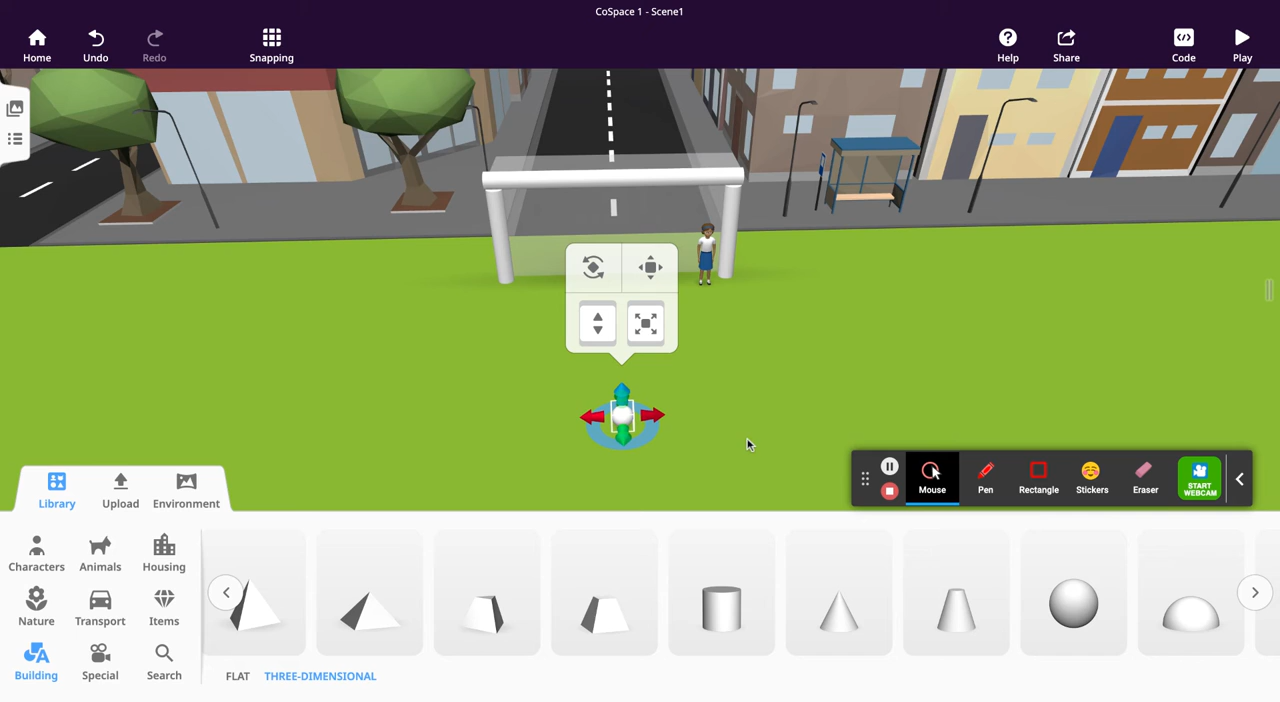 CoSpace 1 - Scene1
Home
Undo
Redo
Snapping
Help
Share
Code
Play
Library
Upload
Environment
Mouse
Pen
Rectangle
Stickers
Eraser
START
WEBCAM
Characters
Animals
Housing
Nature
Transport
Items
Building
Special
Search
FLAT
THREE-DIMENSIONAL